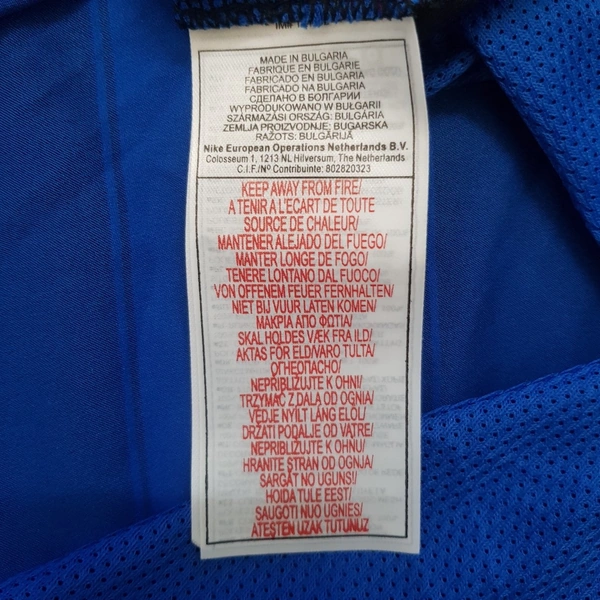 MADE IN BULGARIA
FABRIQUE EN BULGARIE
FABRICADO EN BULGARIA
FABRICADO NA BULGARIA
СДЕЛАНО В БОЛГАРИИ
WYPRODUKOWANO W BUŁGARII
SZÁRMAZÁSI ORSZÁG: BULGÁRIA
ZEMLJA PROIZVODNJE: BUGARSKA
RAŽOTS: BULGĀRIJĀ
Nike European Operations Netherlands B.V.
Colosseum 1, 1213 NL Hilversum, The Netherlands
C.I.F./Nº Contribuinte: 802820323
KEEP AWAY FROM FIRE/
A TENIR A L'ECART DE TOUTE
SOURCE DE CHALEUR/
MANTENER ALEJADO DEL FUEGO/
MANTER LONGE DE FOGO/
TENERE LONTANO DAL FUOCO/
VON OFFENEM FEUER FERNHALTEN/
NIET BIJ VUUR LATEN KOMEN/
ΜΑΚΡΙΑ ΑΠΟ ΦΩΤΙΑ/
SKAL HOLDES VÆK FRA ILD/
AKTAS FÖR ELD/VARO TULTA/
ОГНЕОПАСНО/
NEPRIBLIŽUJTE K OHNI/
TRZYMAĆ Z DALA OD OGNIA/
VÉDJE NYÍLT LÁNG ELŐL/
DRŽATI PODALJE OD VATRE/
NEPRIBLIŽUJTE K OHNU/
HRANITE STRAN OD OGNJA/
SARGĀT NO UGUNS!/
HOIDA TULE EEST/
SAUGOTI NUO UGNIES/
ATEŞTEN UZAK TUTUNUZ